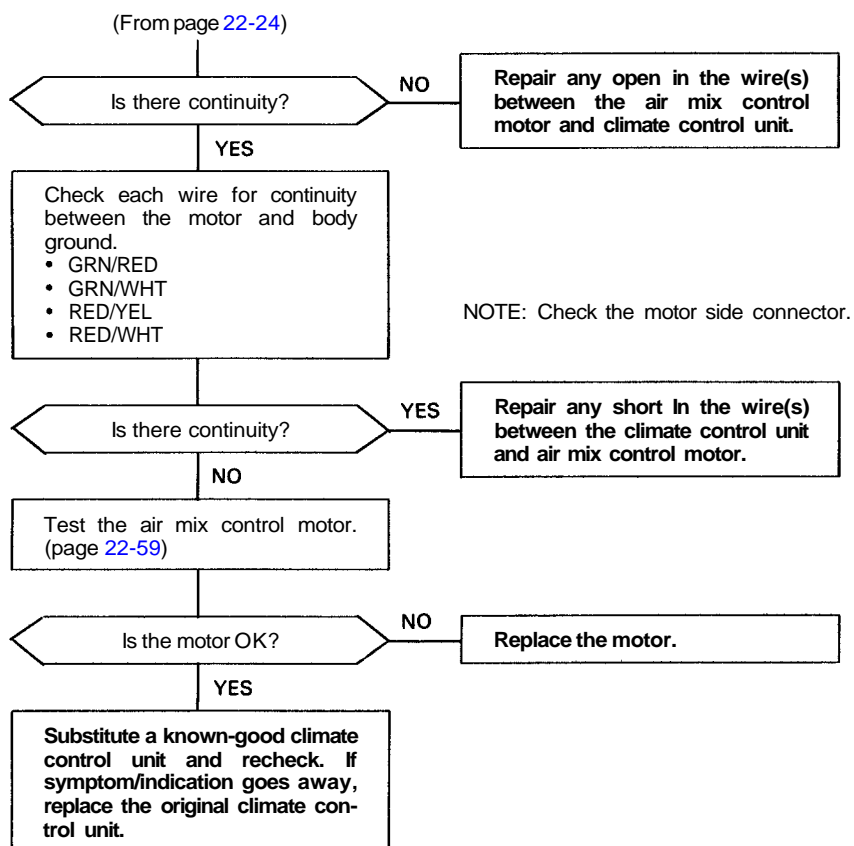 (From page 22-24)
Is there continuity?
NO
Repair any open in the wire(s)
between the air mix control
motor and climate control unit.
YES
Check each wire for continuity
between the motor and body
ground.
• GRN/RED
• GRN/WHT
• RED/YEL
• RED/WHT
NOTE: Check the motor side connector.
Is there continuity?
YES
Repair any short In the wire(s)
between the climate control unit
and air mix control motor.
NO
Test the air mix control motor.
(page 22-59)
Is the motor OK?
NO
Replace the motor.
YES
Substitute a known-good climate
control unit and recheck. If
symptom/indication goes away,
replace the original climate con-
trol unit.